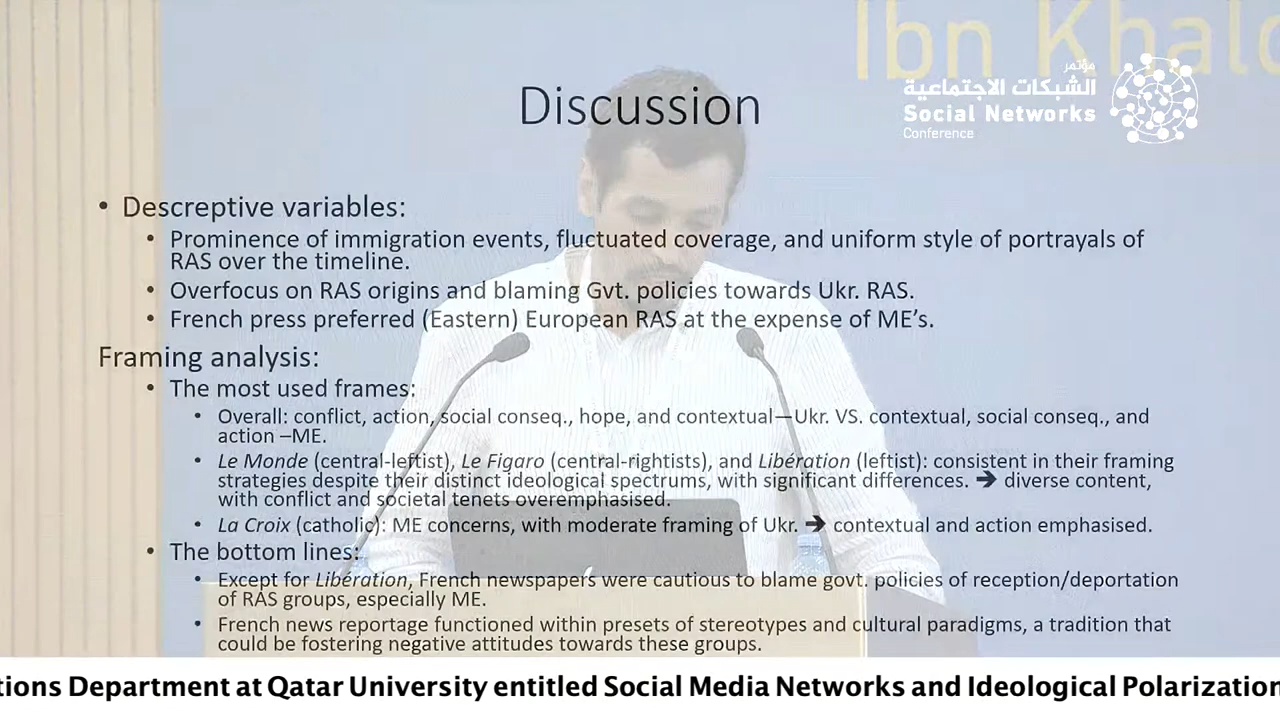 Ibn Khald
مؤتمر
الشبكات الاجتماعية
Social Networks
Conference
Discussion
• Descreptive variables:
• Prominence of immigration events, fluctuated coverage, and uniform style of portrayals of
RAS over the timeline.
• Overfocus on RAS origins and blaming Gvt. policies towards Ukr. RAS.
• French press preferred (Eastern) European RAS at the expense of ME’s.
Framing analysis:
• The most used frames:
• Overall: conflict, action, social conseq., hope, and contextual—Ukr. VS. contextual, social conseq., and
action –ME.
• Le Monde (central-leftist), Le Figaro (central-rightists), and Libération (leftist): consistent in their framing
strategies despite their distinct ideological spectrums, with significant differences. ➔ diverse content,
with conflict and societal tenets overemphasised.
• La Croix (catholic): ME concerns, with moderate framing of Ukr. ➔ contextual and action emphasised.
• The bottom lines:
• Except for Libération, French newspapers were cautious to blame govt. policies of reception/deportation
of RAS groups, especially ME.
• French news reportage functioned within presets of stereotypes and cultural paradigms, a tradition that
could be fostering negative attitudes towards these groups.
tions Department at Qatar University entitled Social Media Networks and Ideological Polarization